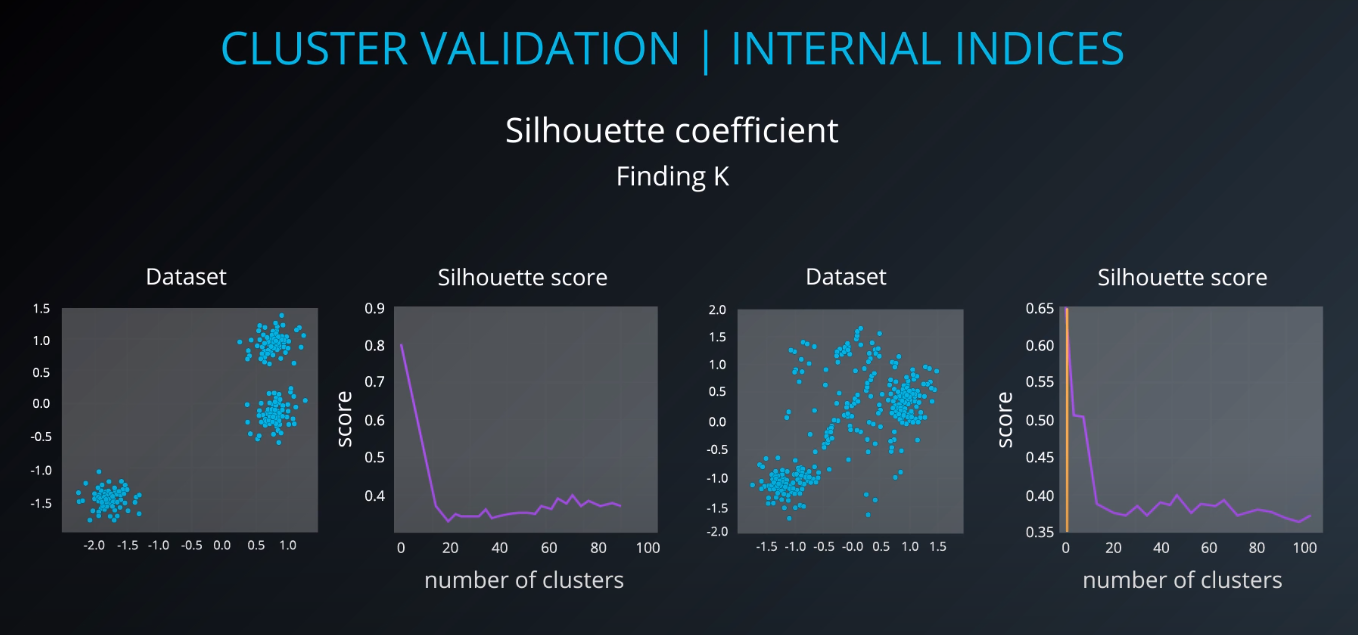 CLUSTER VALIDATION | INTERNAL INDICES
Silhouette coefficient
Finding K
Dataset
1.5
1.0
0.5
0.0
-0.5
-1.0
-1.5
-2.0 -1.5 -1.0 -0.5 0.0 0.5 1.0
Silhouette score
score
0.9
0.8
0.7
0.6
0.5
0.4
0 20 40 60 80 100
number of clusters
Dataset
2.0
1.5
1.0
0.5
0.0
-0.5
-1.0
-1.5
-2.0
-1.5 -1.0 -0.5 -0.0 0.5 1.0 1.5
Silhouette score
score
0.65
0.60
0.55
0.50
0.45
0.40
0.35
0 20 40 60 80 100
number of clusters